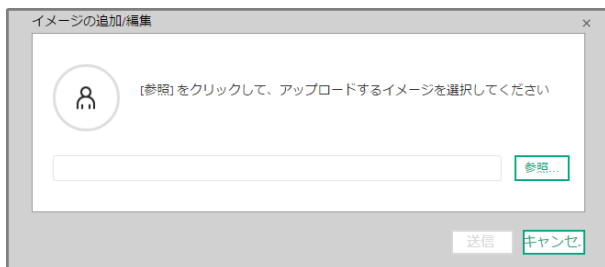 イメージの追加/編集
×
[参照] をクリックして、アップロードするイメージを選択してください
参照...
送信
キャンセ.